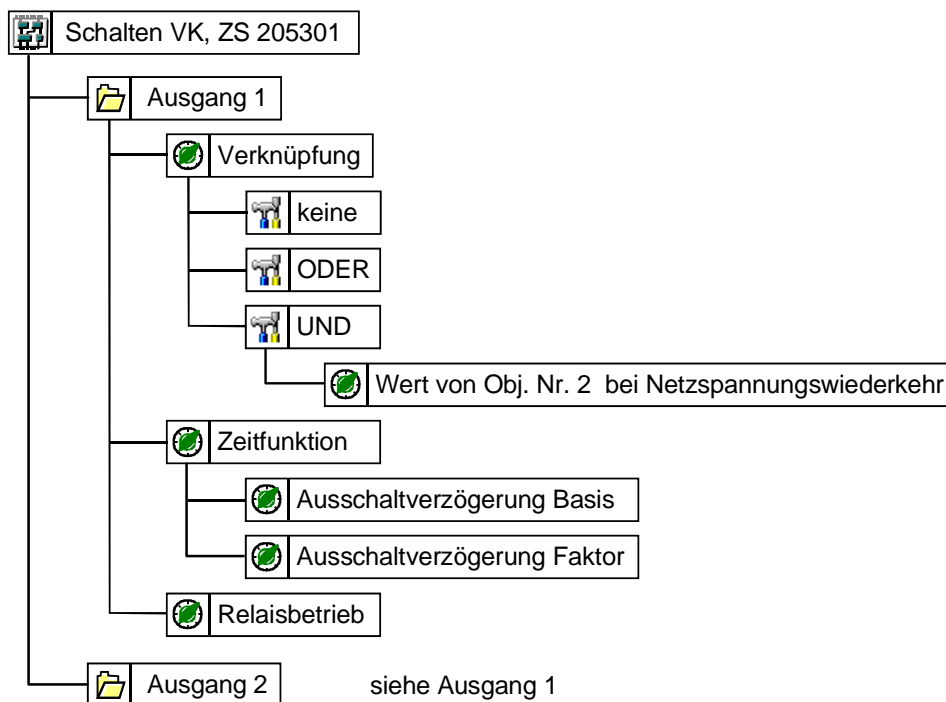 Schalten VK, ZS 205301
Ausgang 1
Verknüpfung
keine
ODER
UND
Wert von Obj. Nr. 2 bei Netzspannungswiederkehr
Zeitfunktion
Ausschaltverzögerung Basis
Ausschaltverzögerung Faktor
Relaisbetrieb
Ausgang 2 siehe Ausgang 1